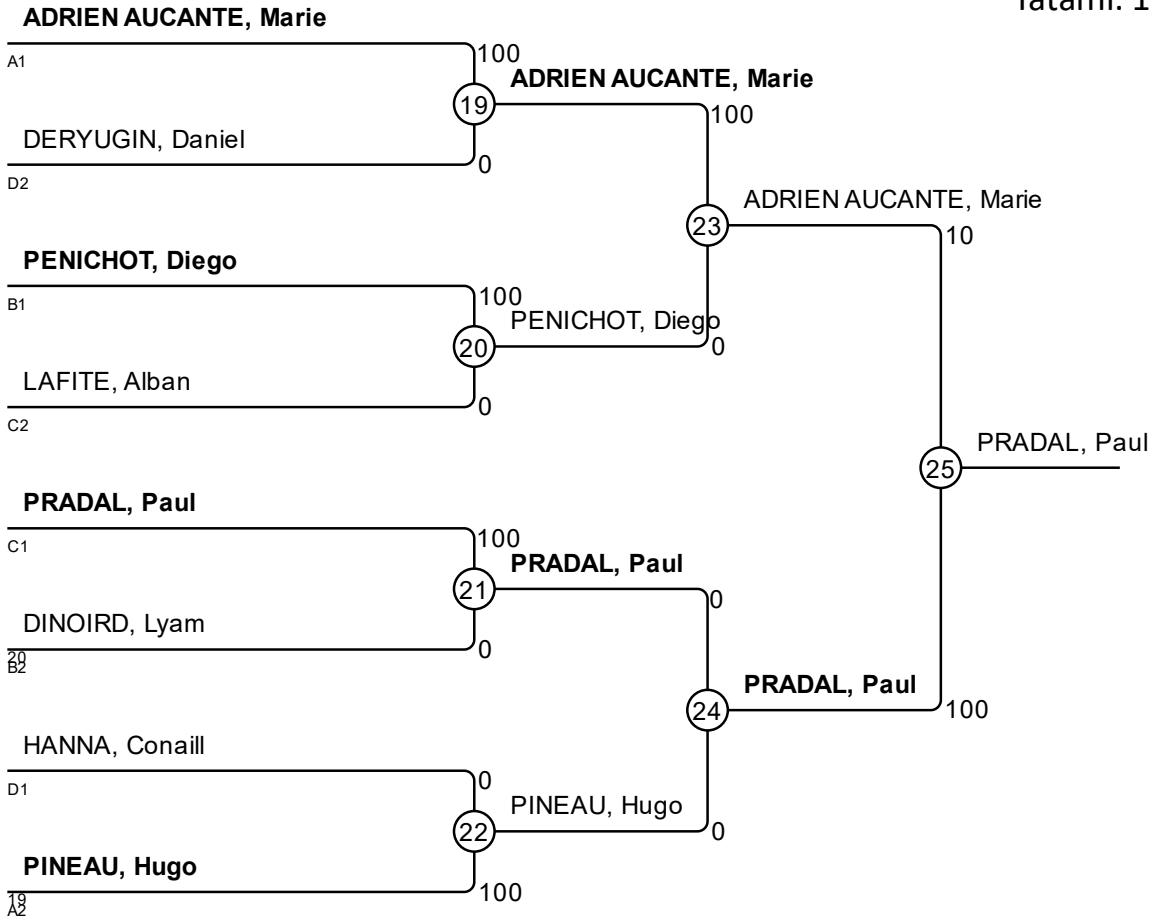 Tatami: 1
ADRIEN AUCANTE, Marie
A1
100
19
ADRIEN AUCANTE, Marie
100
DERYUGIN, Daniel
0
D2
ADRIEN AUCANTE, Marie
23
10
PENICHOT, Diego
B1
100
20
PENICHOT, Diego
0
LAFITE, Alban
0
C2
PRADAL, Paul
25
PRADAL, Paul
C1
100
21
PRADAL, Paul
0
DINOIRD, Lyam
0
20
B2
PRADAL, Paul
24
100
HANNA, Conaill
D1
0
22
PINEAU, Hugo
0
PINEAU, Hugo
100
19
A2